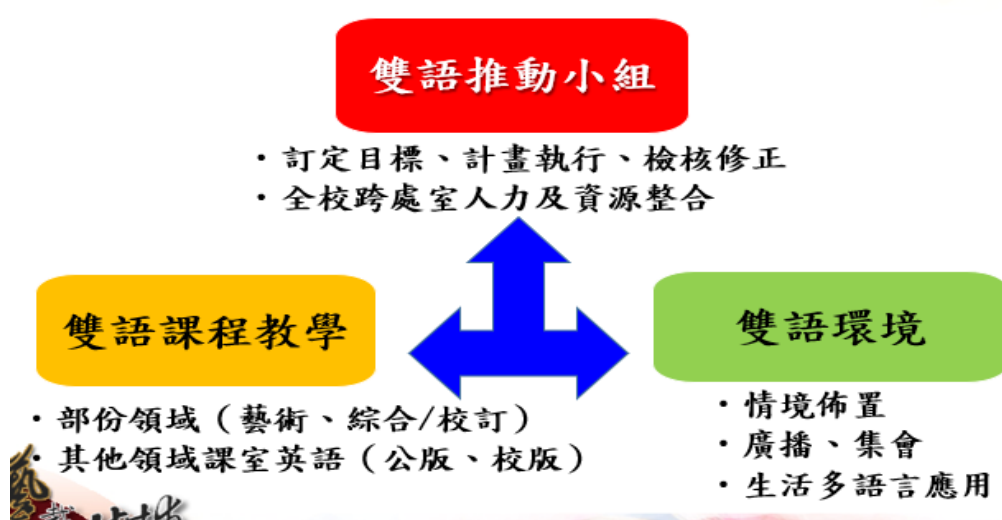 雙語推動小組
・訂定目標、計畫執行、檢核修正
・全校跨處室人力及資源整合
雙語課程教學
・部份領域（藝術、綜合/校訂）
・其他領域課室英語（公版、校版）
雙語環境
・情境佈置
・廣播、集會
・生活多語言應用
藝